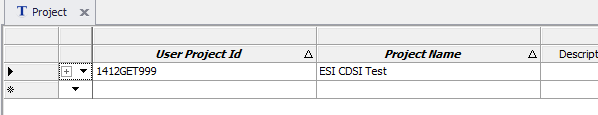 Project
User Project Id Project Name Descript
1412GET999 ESI CDSI Test